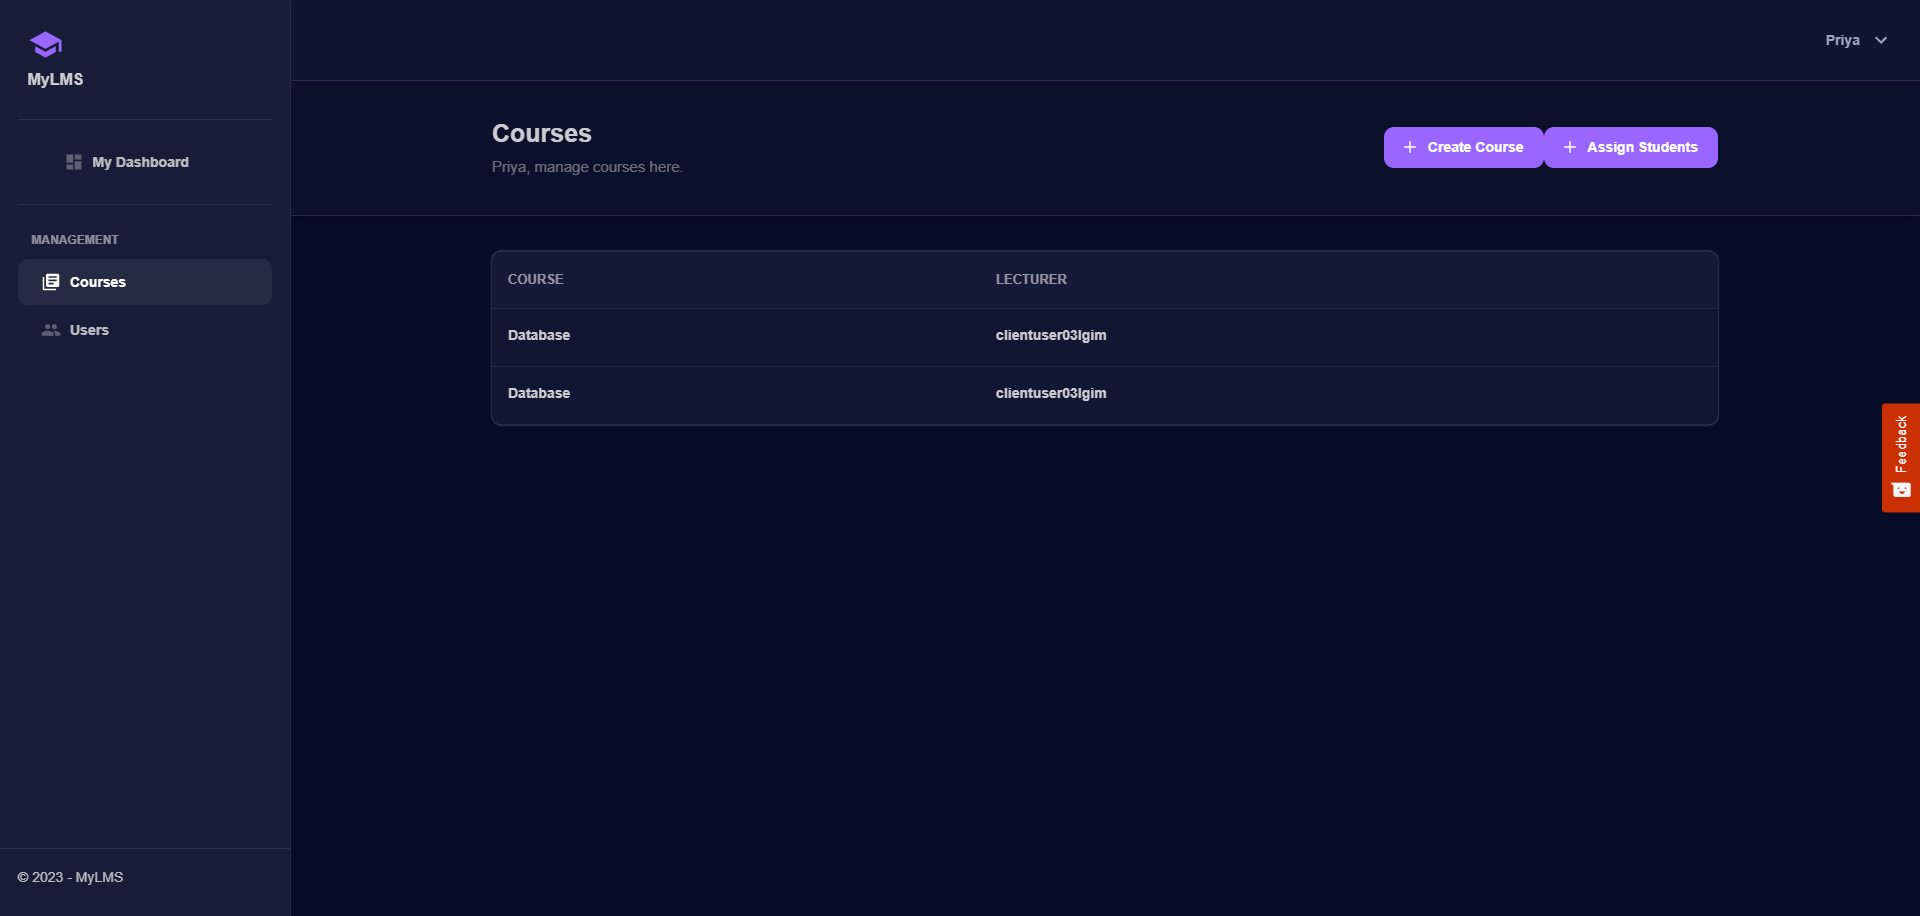 MyLMS
My Dashboard
MANAGEMENT
Courses
Users
© 2023 - MyLMS
Priya
Courses
Priya, manage courses here.
Create Course
Assign Students
COURSE LECTURER
Database clientuser03lgim
Database clientuser03lgim
Feedback